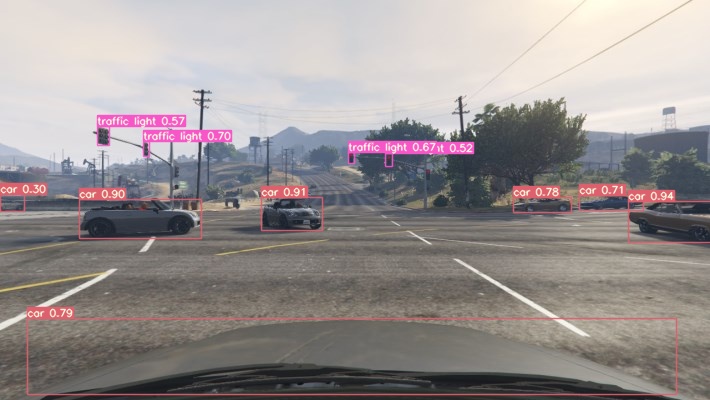 traffic light 0.57
traffic light 0.70
traffic light 0.67
ht 0.52
car 0.30
car 0.90
car 0.91
car 0.78
car 0.71
car 0.94
car 0.79